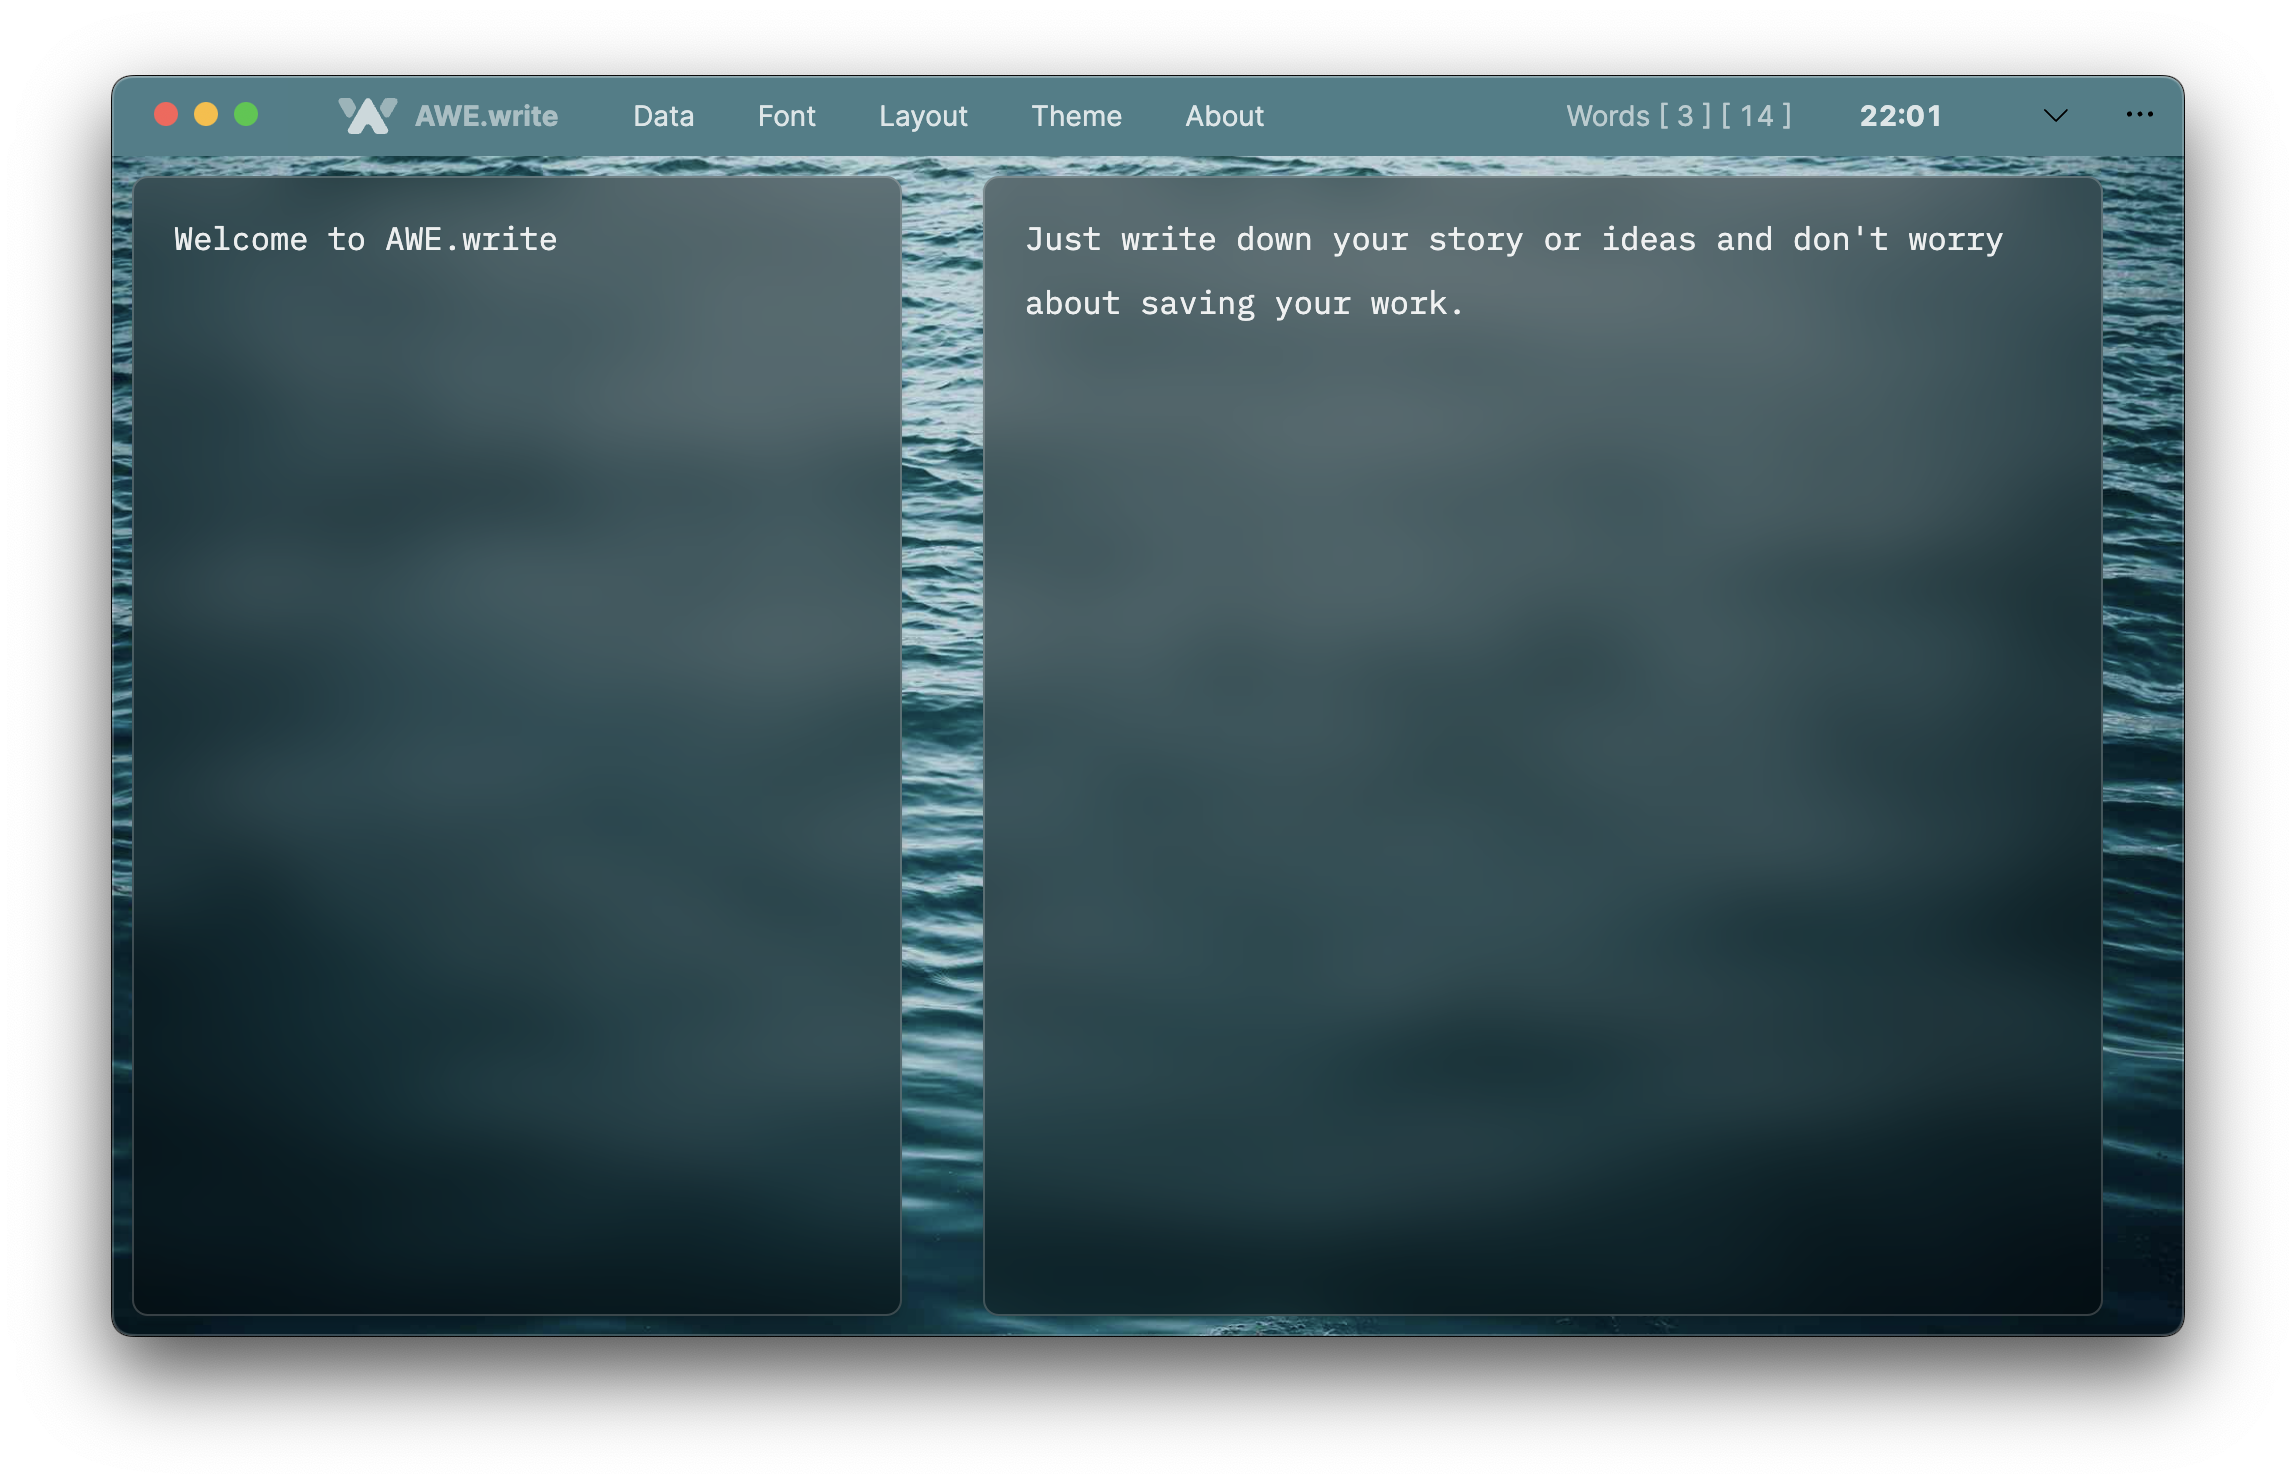 AWE.write Data Font Layout Theme About Words [ 3 ] [ 14 ] 22:01
Welcome to AWE.write
Just write down your story or ideas and don't worry
about saving your work.